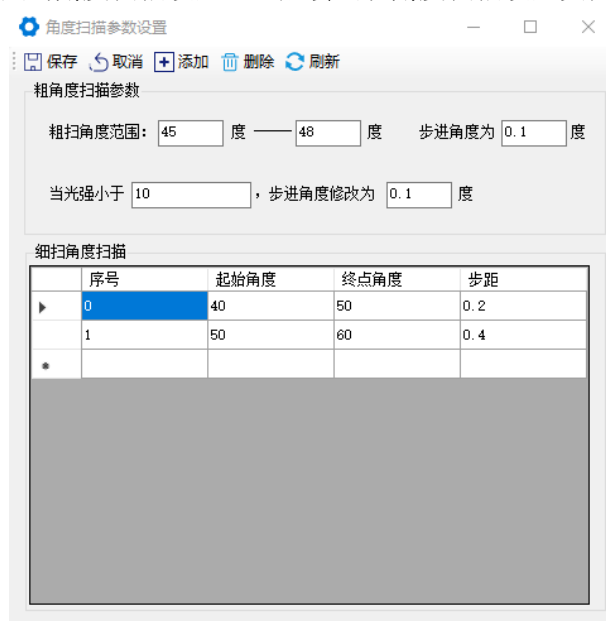 角度扫描参数设置
保存 取消 添加 删除 刷新
粗角度扫描参数
粗扫角度范围： 45 度 —— 48 度 步进角度为 0.1 度
当光强小于 10 ，步进角度修改为 0.1 度
细扫角度扫描
序号 起始角度 终点角度 步距
0 40 50 0.2
1 50 60 0.4